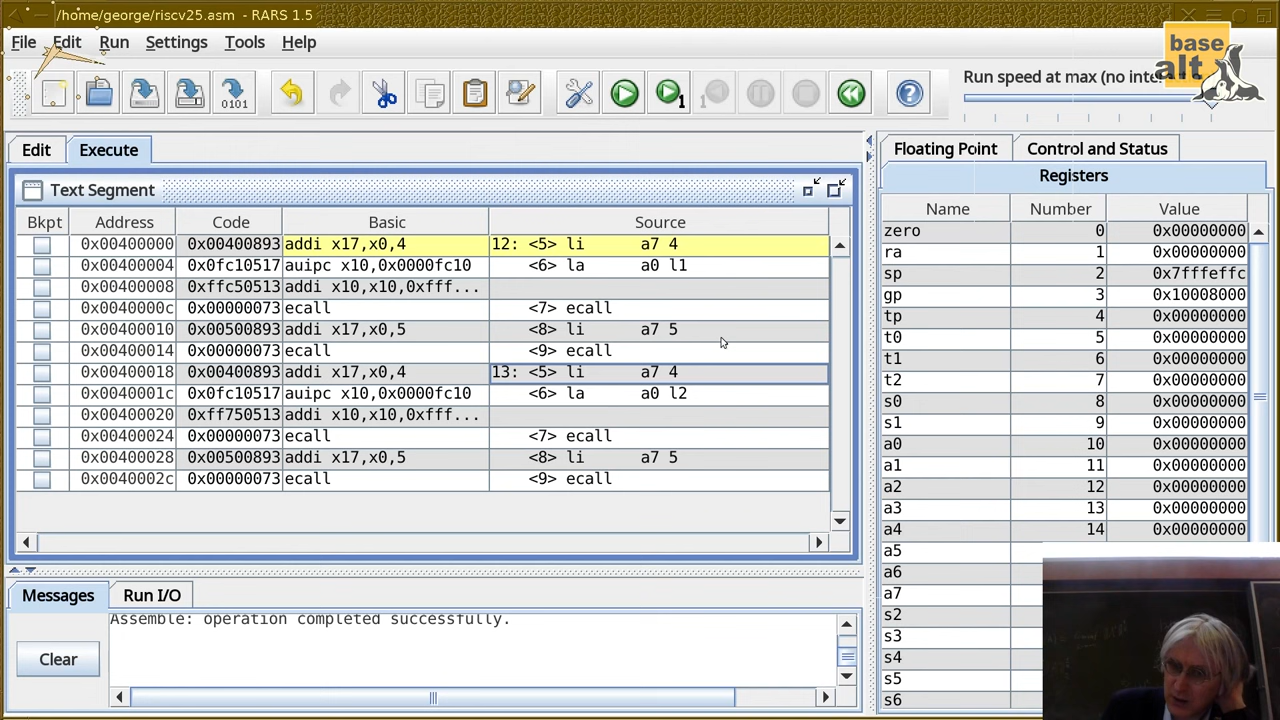 /home/george/riscv25.asm - RARS 1.5
File Edit Run Settings Tools Help
base
alt
Run speed at max (no inte
0101
1
1
Edit Execute
Floating Point Control and Status
Registers
Text Segment
Bkpt Address Code Basic Source
0x00400000 0x00400893 addi x17,x0,4 12: <5> li a7 4
0x00400004 0x0fc10517 auipc x10,0x0000fc10 <6> la a0 l1
0x00400008 0xffc50513 addi x10,x10,0xfff...
0x0040000c 0x00000073 ecall <7> ecall
0x00400010 0x00500893 addi x17,x0,5 <8> li a7 5
0x00400014 0x00000073 ecall <9> ecall
0x00400018 0x00400893 addi x17,x0,4 13: <5> li a7 4
0x0040001c 0x0fc10517 auipc x10,0x0000fc10 <6> la a0 l2
0x00400020 0xff750513 addi x10,x10,0xfff...
0x00400024 0x00000073 ecall <7> ecall
0x00400028 0x00500893 addi x17,x0,5 <8> li a7 5
0x0040002c 0x00000073 ecall <9> ecall
Name Number Value
zero 0 0x00000000
ra 1 0x00000000
sp 2 0x7fffeffc
gp 3 0x10008000
tp 4 0x00000000
t0 5 0x00000000
t1 6 0x00000000
t2 7 0x00000000
s0 8 0x00000000
s1 9 0x00000000
a0 10 0x00000000
a1 11 0x00000000
a2 12 0x00000000
a3 13 0x00000000
a4 14 0x00000000
a5
a6
a7
s2
s3
s4
s5
s6
Messages Run I/O
Assemble: operation completed successfully.
Clear